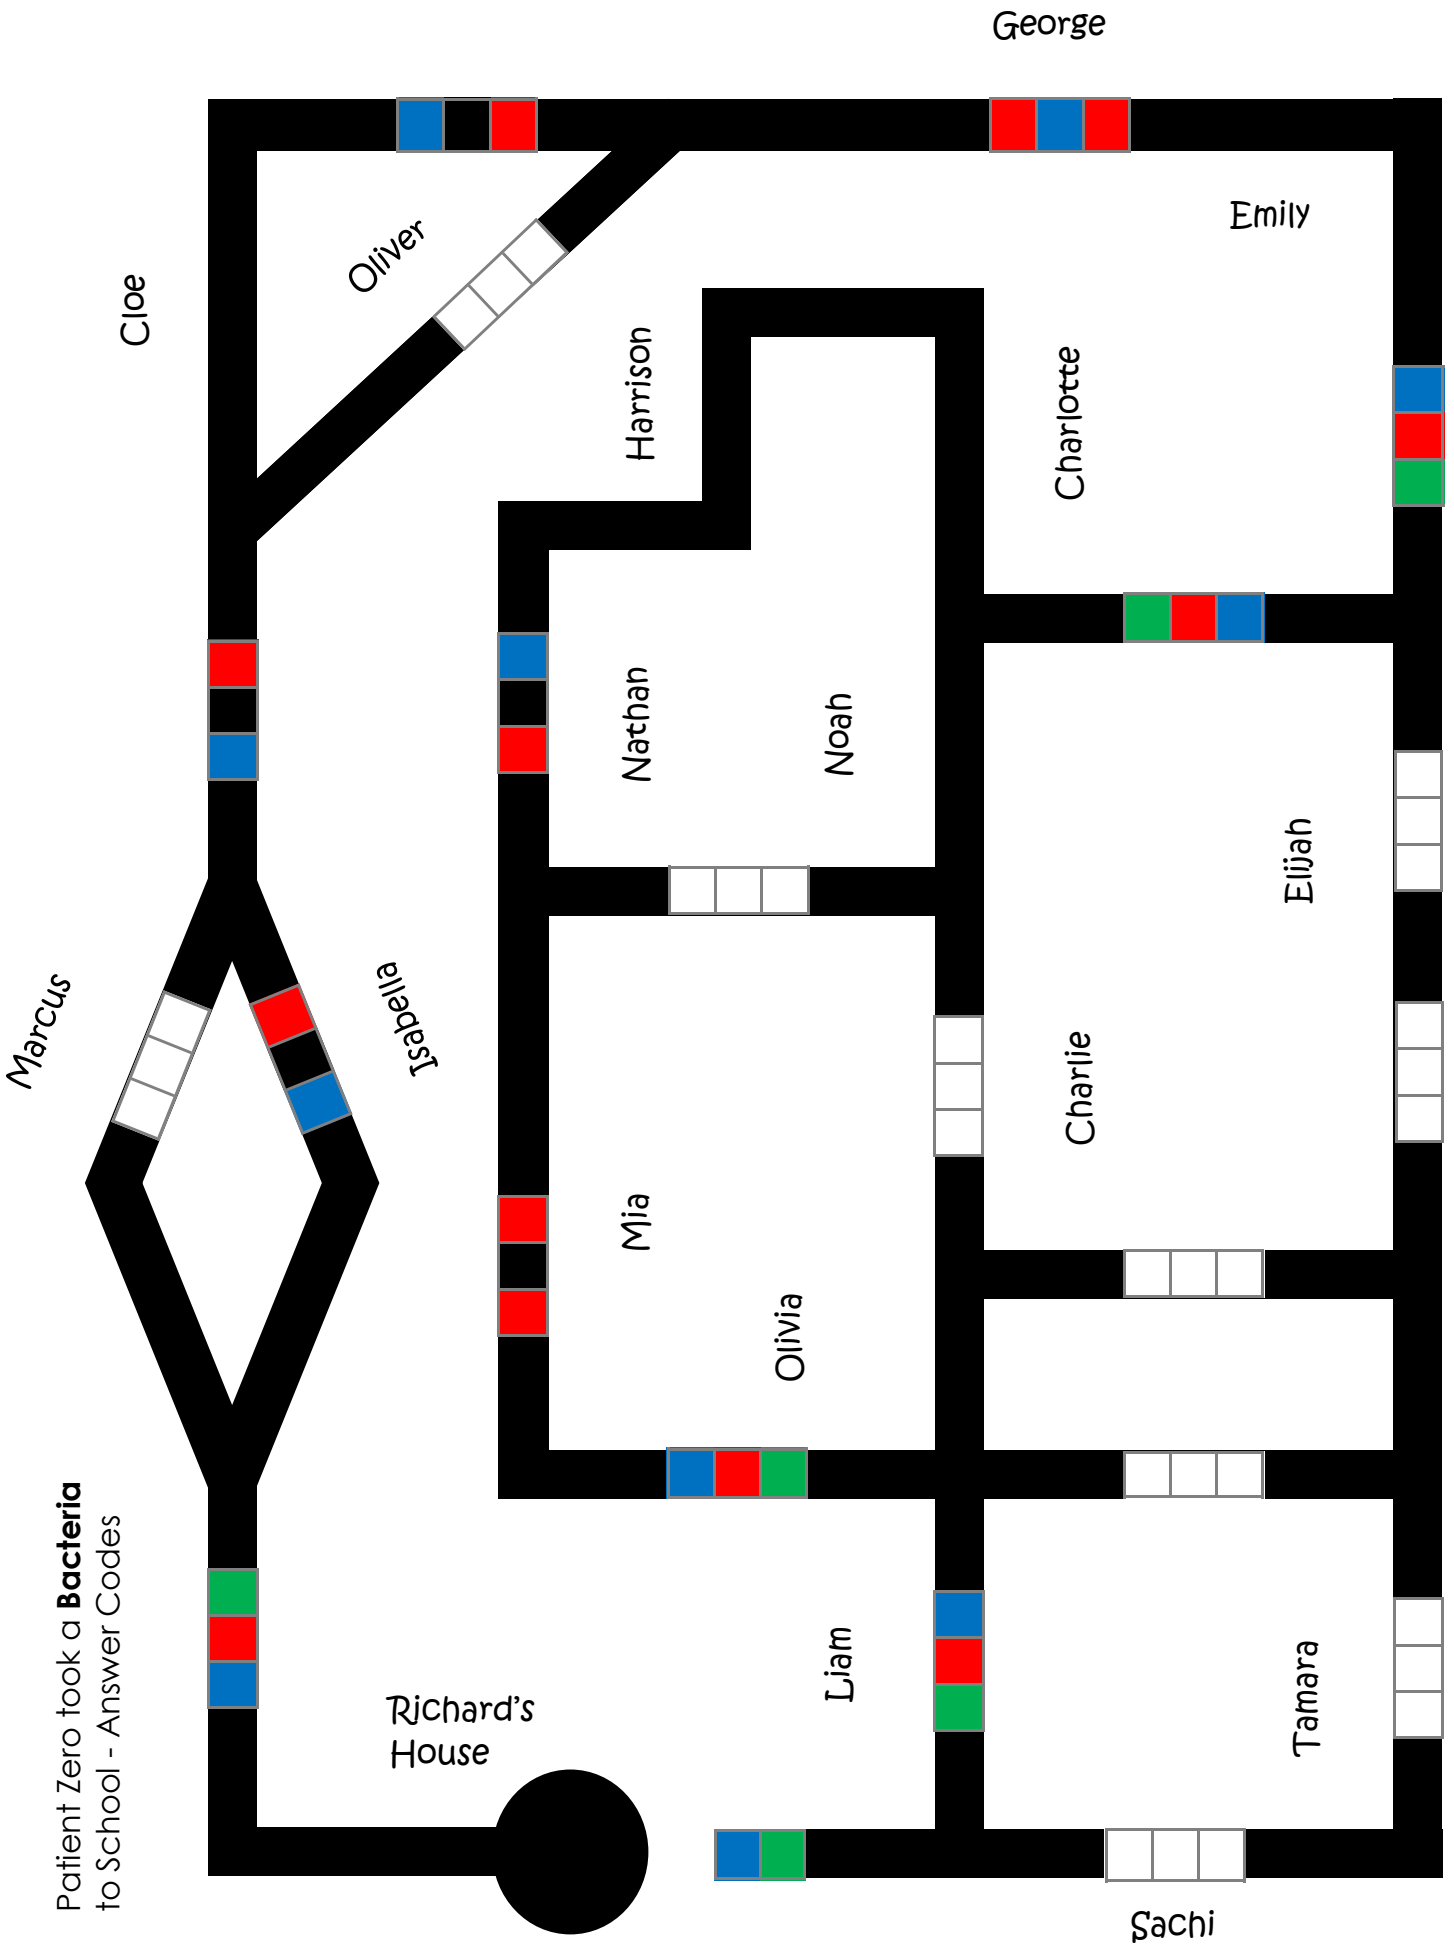 George
Emily
Oliver
Cloe
Harrison
Charlotte
Nathan
Noah
Elijah
Marcus
Isabella
Charlie
Mia
Olivia
Patient Zero took a Bacteria
to School - Answer Codes
Liam
Tamara
Richard's
House
Sachi